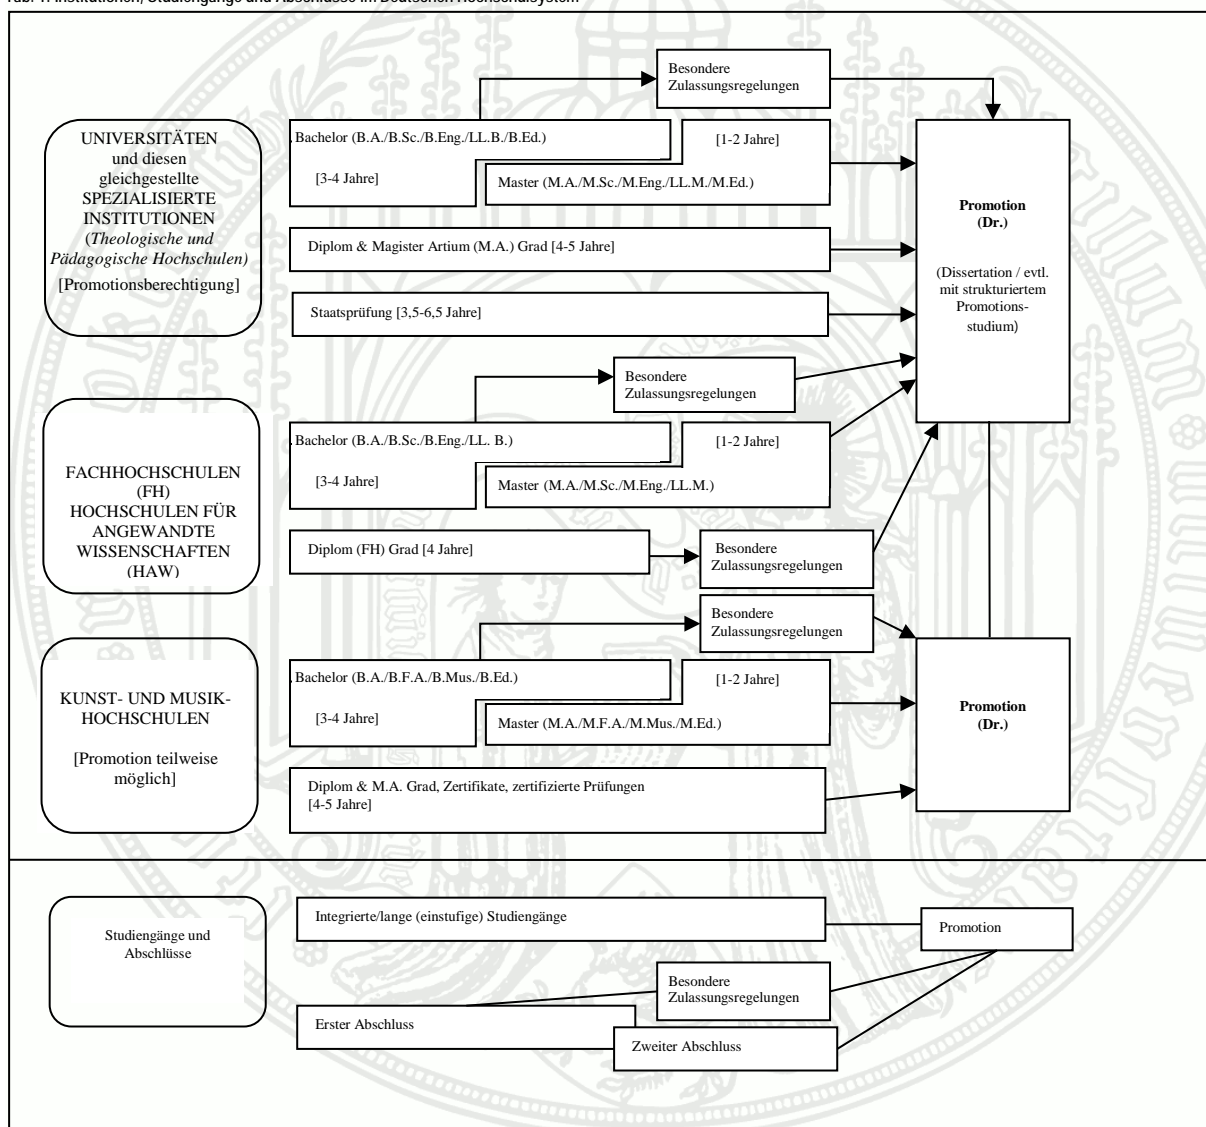 Tab. 1: Institutionen, Studiengänge und Abschlüsse im Deutschen Hochschulsystem
Besondere
Zulassungsregelungen
UNIVERSITÄTEN
und diesen
gleichgestellte
SPEZIALISIERTE
INSTITUTIONEN
(Theologische und
Pädagogische Hochschulen)
[Promotionsberechtigung]
Bachelor (B.A./B.Sc./B.Eng./LL.B./B.Ed.)
[3-4 Jahre]
[1-2 Jahre]
Master (M.A./M.Sc./M.Eng./LL.M./M.Ed.)
Diplom & Magister Artium (M.A.) Grad [4-5 Jahre]
Staatsprüfung [3,5-6,5 Jahre]
Promotion
(Dr.)
(Dissertation / evtl.
mit strukturiertem
Promotions-
studium)
Besondere
Zulassungsregelungen
FACHHOCHSCHULEN
(FH)
HOCHSCHULEN FÜR
ANGEWANDTE
WISSENSCHAFTEN
(HAW)
Bachelor (B.A./B.Sc./B.Eng./LL. B.)
[3-4 Jahre]
[1-2 Jahre]
Master (M.A./M.Sc./M.Eng./LL.M.)
Diplom (FH) Grad [4 Jahre]
Besondere
Zulassungsregelungen
Besondere
Zulassungsregelungen
KUNST- UND MUSIK-
HOCHSCHULEN
[Promotion teilweise
möglich]
Bachelor (B.A./B.F.A./B.Mus./B.Ed.)
[3-4 Jahre]
[1-2 Jahre]
Master (M.A./M.F.A./M.Mus./M.Ed.)
Diplom & M.A. Grad, Zertifikate, zertifizierte Prüfungen
[4-5 Jahre]
Promotion
(Dr.)
Studiengänge und
Abschlüsse
Integrierte/lange (einstufige) Studiengänge
Promotion
Besondere
Zulassungsregelungen
Erster Abschluss
Zweiter Abschluss